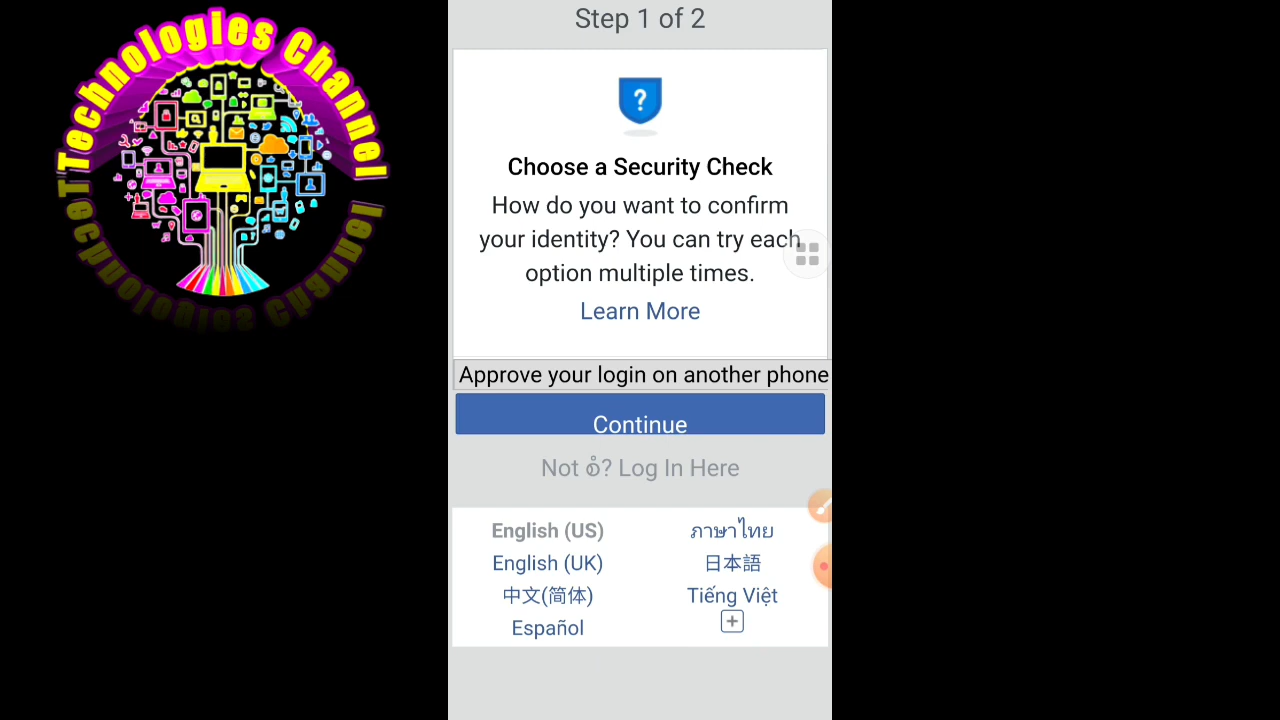 Technologies Channel
Step 1 of 2
?
Choose a Security Check
How do you want to confirm
your identity? You can try each
option multiple times.
Learn More
Approve your login on another phone
Continue
Not စံ? Log In Here
English (US)
ภาษาไทย
English (UK)
日本語
中文(简体)
Tiếng Việt
Español
+